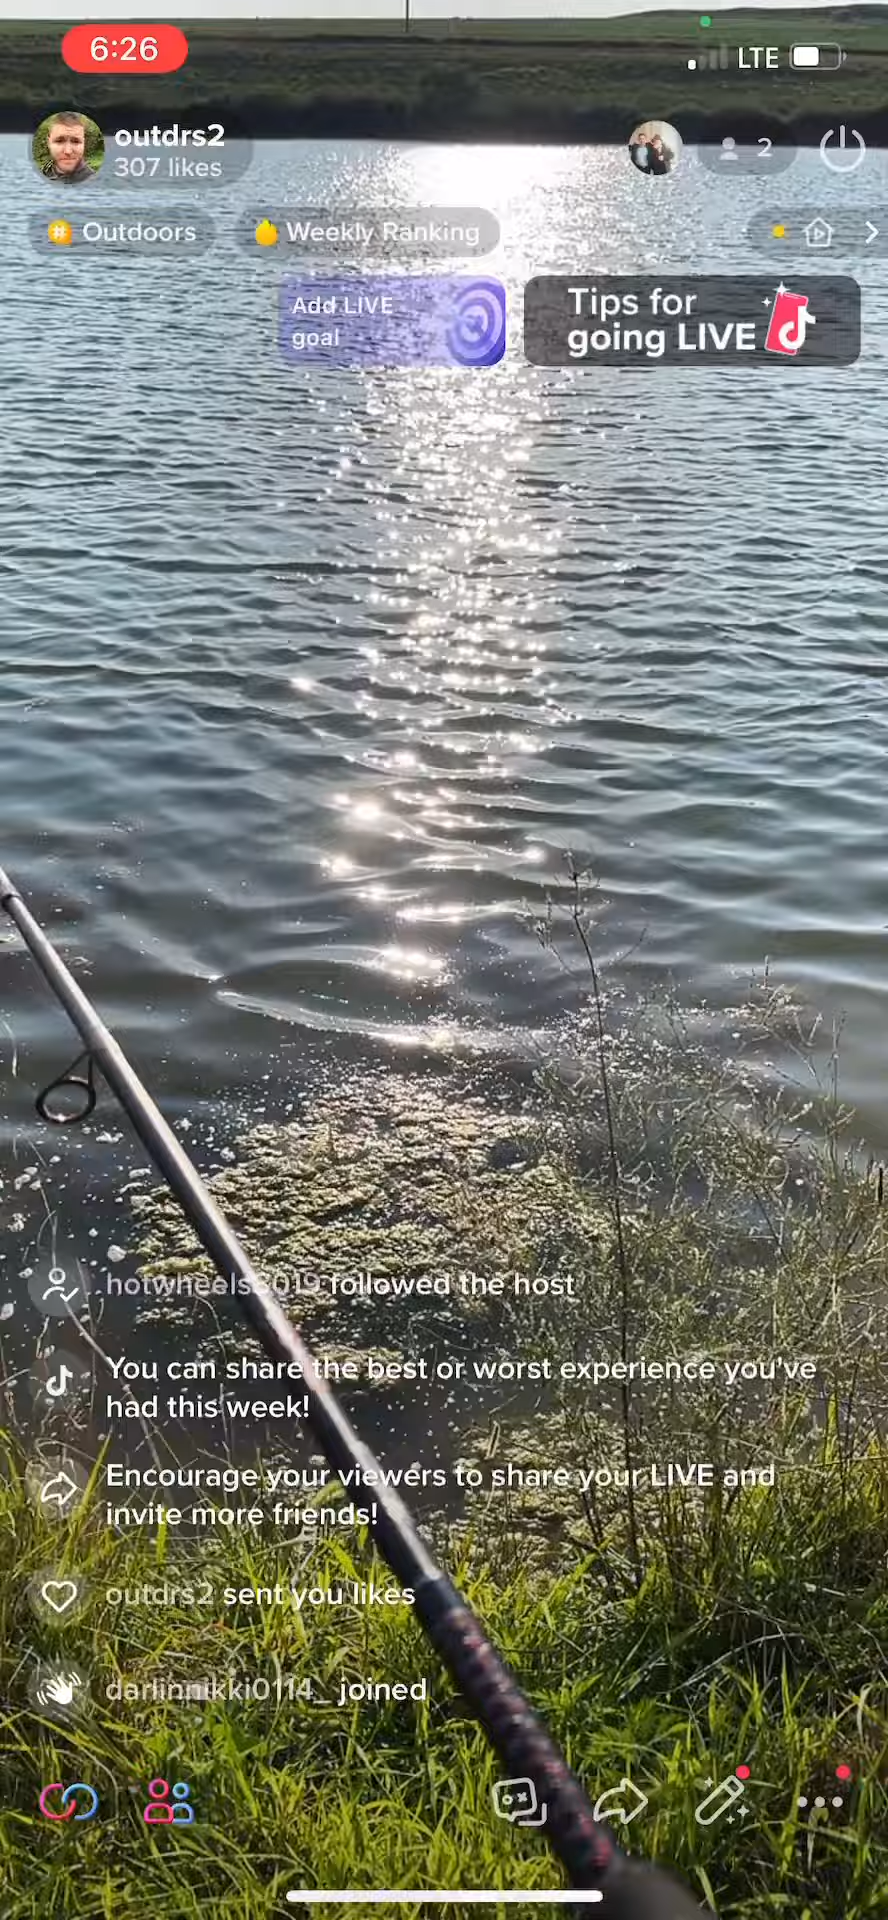 6:26
LTE
outdrs2
307 likes
2
# Outdoors
Weekly Ranking
Add LIVE
goal
Tips for
going LIVE
hotwheels3019 followed the host
You can share the best or worst experience you've
had this week!
Encourage your viewers to share your LIVE and
invite more friends!
outdrs2 sent you likes
darlinnikki0114_ joined